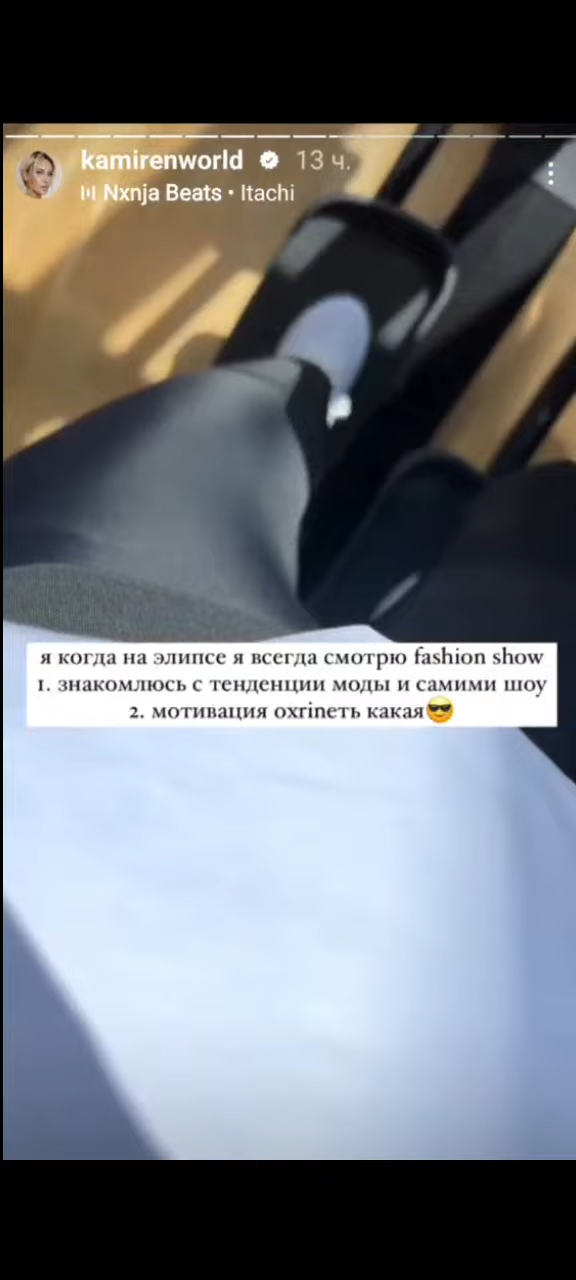 kamirenworld 13 ч.
Nxnja Beats • Itachi
я когда на элипсе я всегда смотрю fashion show
1. знакомлюсь с тенденции моды и самими шоу
2. мотивация охrinеть какая😎